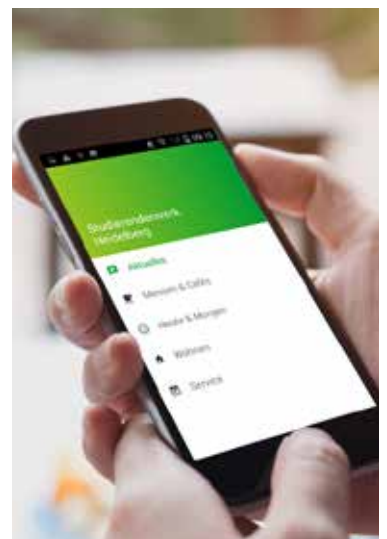 Studierendenwerk
Heidelberg
Aktuelles
Mensen & Cafés
Heute & Morgen
Wohnen
Service